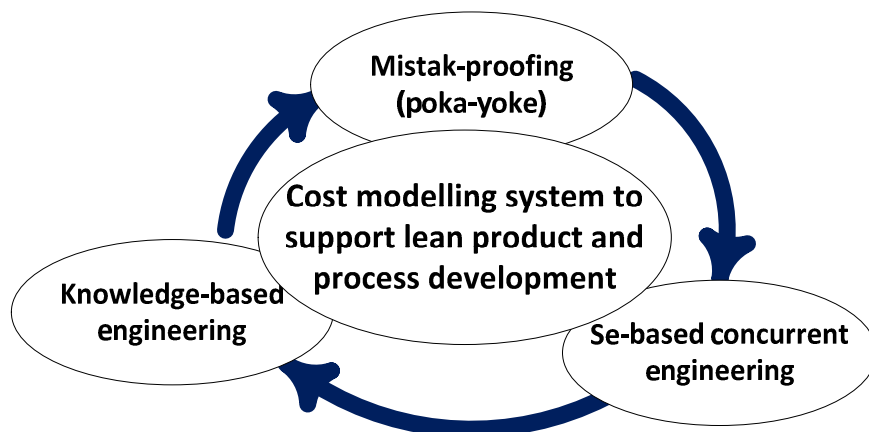 Mistak-proofing
(poka-yoke)
Cost modelling system to
support lean product and
process development
Knowledge-based
engineering
Se-based concurrent
engineering